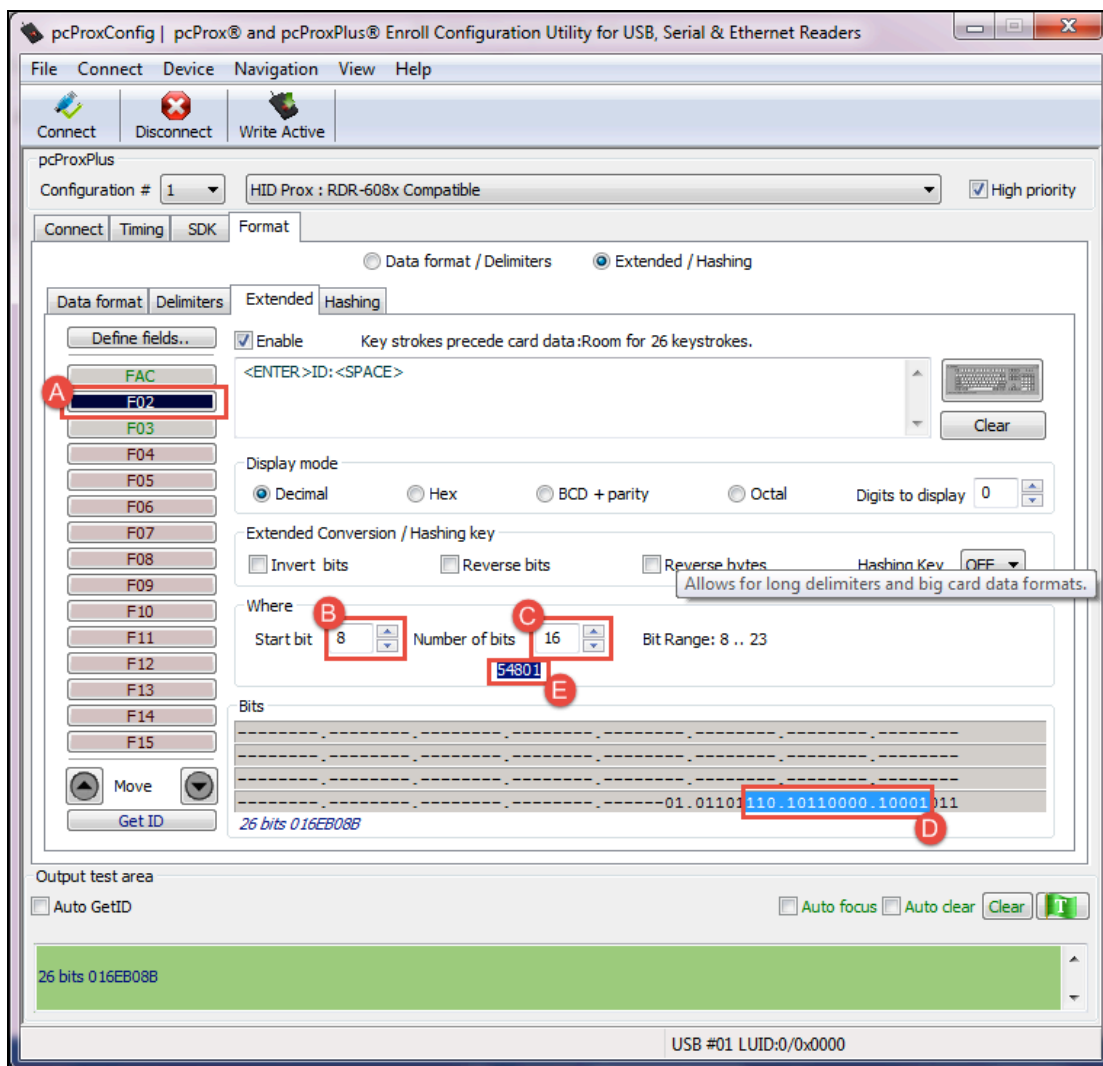 pcProxConfig | pcProx® and pcProxPlus® Enroll Configuration Utility for USB, Serial & Ethernet Readers
File Connect Device Navigation View Help
Connect Disconnect Write Active
pcProxPlus
Configuration # 1 HID Prox : RDR-608x Compatible High priority
Connect Timing SDK Format
Data format / Delimiters Extended / Hashing
Data format Delimiters Extended Hashing
Define fields.. Enable Key strokes precede card data:Room for 26 keystrokes.
FAC <ENTER>ID:<SPACE>
A
F02
F03 Clear
F04
Display mode
F05 Decimal Hex BCD + parity Octal Digits to display 0
F06
F07 Extended Conversion / Hashing key
F08 Invert bits Reverse bits Reverse bytes Hashing Key OFF
F09 Allows for long delimiters and big card data formats.
F10 Where B C
F11 Start bit 8 Number of bits 16 Bit Range: 8 .. 23
F12 54801
F13 E
F14 Bits
F15 --------.--------.--------.--------.--------.--------.--------.--------
--------.--------.--------.--------.--------.--------.--------.--------
Move --------.--------.--------.--------.--------.--------.--------.--------
--------.--------.--------.--------.------01.01101110.10110000.10001011
Get ID 26 bits 016EB08B D
Output test area
Auto GetID Auto focus Auto clear Clear T
26 bits 016EB08B
USB #01 LUID:0/0x0000